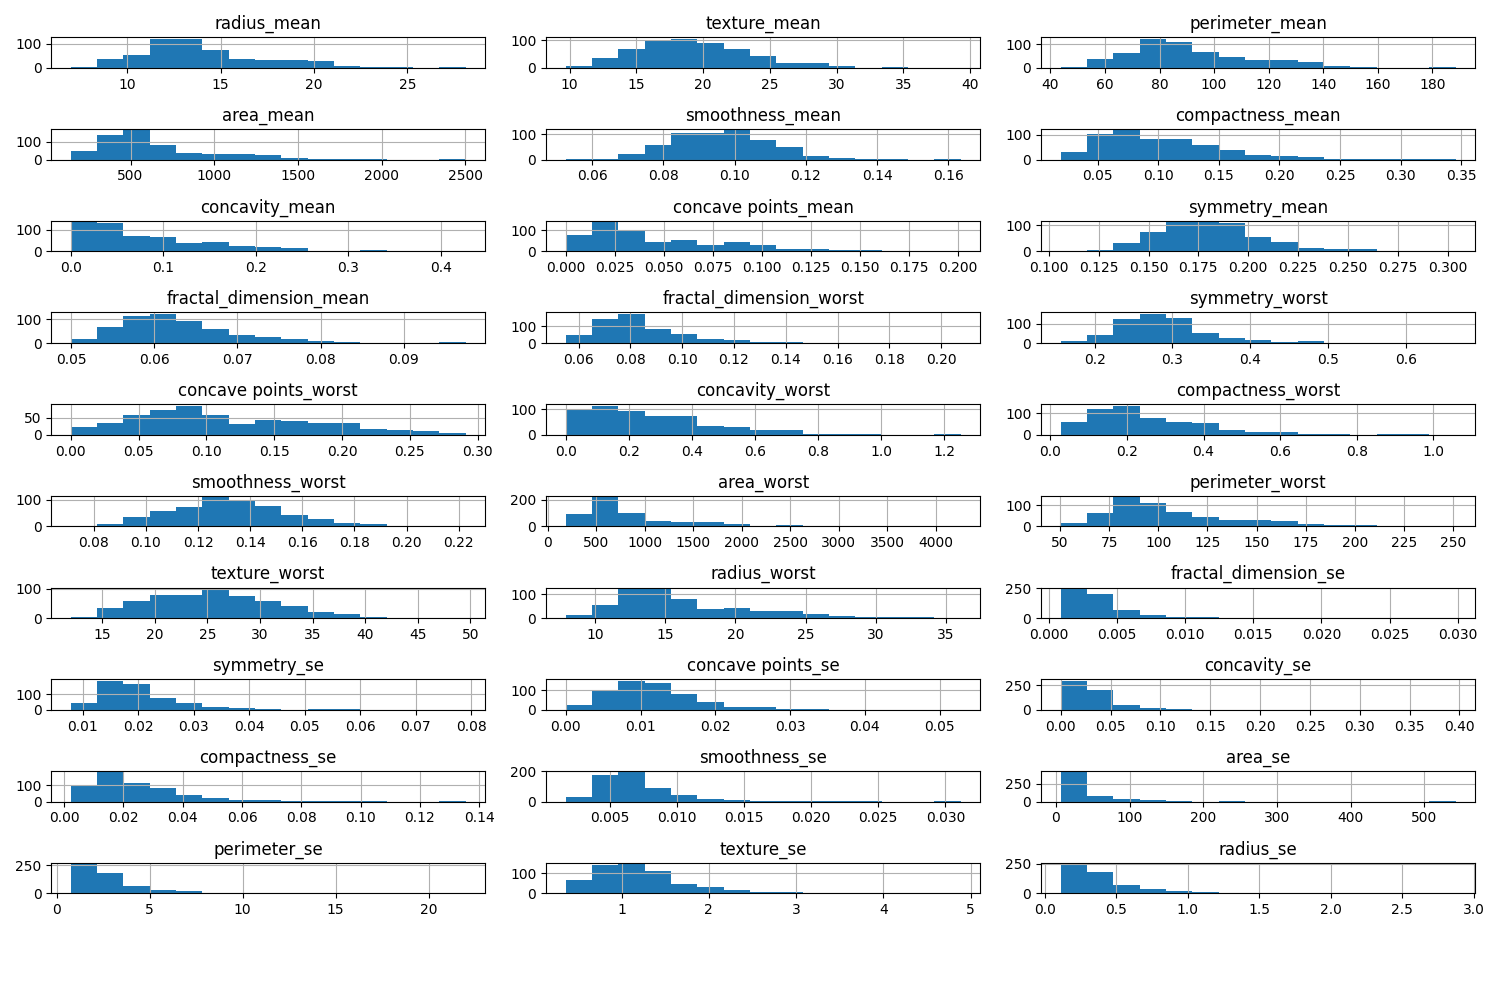 radius_mean texture_mean perimeter_mean
100 100 100
0 0 0
10 15 20 25 10 15 20 25 30 35 40 40 60 80 100 120 140 160 180
area_mean smoothness_mean compactness_mean
100 100 100
0 0 0
500 1000 1500 2000 2500 0.06 0.08 0.10 0.12 0.14 0.16 0.05 0.10 0.15 0.20 0.25 0.30 0.35
concavity_mean concave points_mean symmetry_mean
100 100 100
0 0 0
0.0 0.1 0.2 0.3 0.4 0.000 0.025 0.050 0.075 0.100 0.125 0.150 0.175 0.200 0.100 0.125 0.150 0.175 0.200 0.225 0.250 0.275 0.300
fractal_dimension_mean fractal_dimension_worst symmetry_worst
100 100 100
0 0 0
0.05 0.06 0.07 0.08 0.09 0.06 0.08 0.10 0.12 0.14 0.16 0.18 0.20 0.2 0.3 0.4 0.5 0.6
concave points_worst concavity_worst compactness_worst
50 100 100
0 0 0
0.00 0.05 0.10 0.15 0.20 0.25 0.30 0.0 0.2 0.4 0.6 0.8 1.0 1.2 0.0 0.2 0.4 0.6 0.8 1.0
smoothness_worst area_worst perimeter_worst
100 200 100
0 0 0
0.08 0.10 0.12 0.14 0.16 0.18 0.20 0.22 0 500 1000 1500 2000 2500 3000 3500 4000 50 75 100 125 150 175 200 225 250
texture_worst radius_worst fractal_dimension_se
100 100 250
0 0 0
15 20 25 30 35 40 45 50 10 15 20 25 30 35 0.000 0.005 0.010 0.015 0.020 0.025 0.030
symmetry_se concave points_se concavity_se
100 100 250
0 0 0
0.01 0.02 0.03 0.04 0.05 0.06 0.07 0.08 0.00 0.01 0.02 0.03 0.04 0.05 0.00 0.05 0.10 0.15 0.20 0.25 0.30 0.35 0.40
compactness_se smoothness_se area_se
100 200 250
0 0 0
0.00 0.02 0.04 0.06 0.08 0.10 0.12 0.14 0.005 0.010 0.015 0.020 0.025 0.030 0 100 200 300 400 500
perimeter_se texture_se radius_se
250 100 250
0 0 0
0 5 10 15 20 1 2 3 4 5 0.0 0.5 1.0 1.5 2.0 2.5 3.0